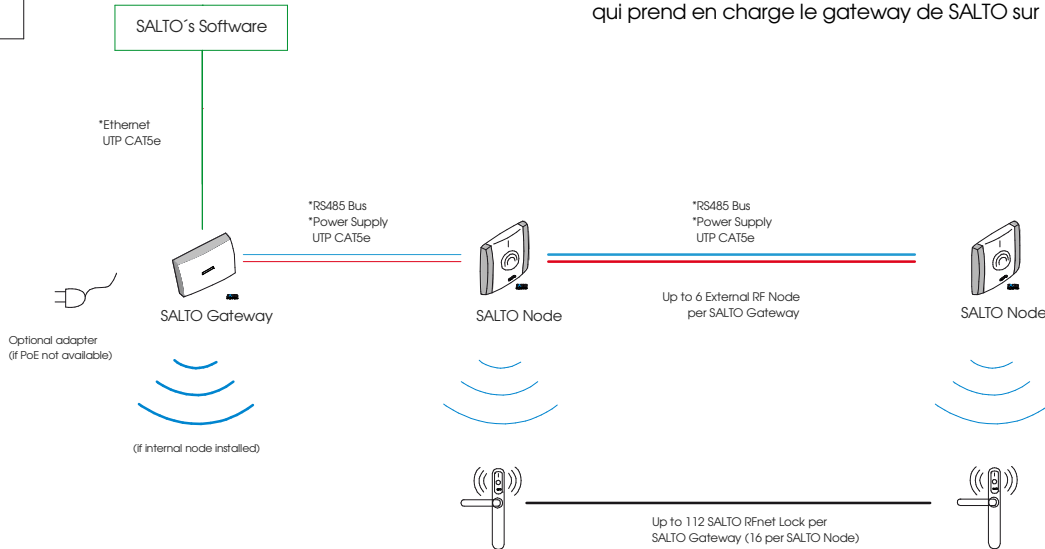 qui prend en charge le gateway de SALTO sur
SALTO´s Software
*Ethernet
UTP CAT5e
*RS485 Bus
*Power Supply
UTP CAT5e
*RS485 Bus
*Power Supply
UTP CAT5e
Up to 6 External RF Node
per SALTO Gateway
SALTO Gateway
SALTO Node
SALTO Node
Optional adapter
(if PoE not available)
(if internal node installed)
Up to 112 SALTO RFnet Lock per
SALTO Gateway (16 per SALTO Node)